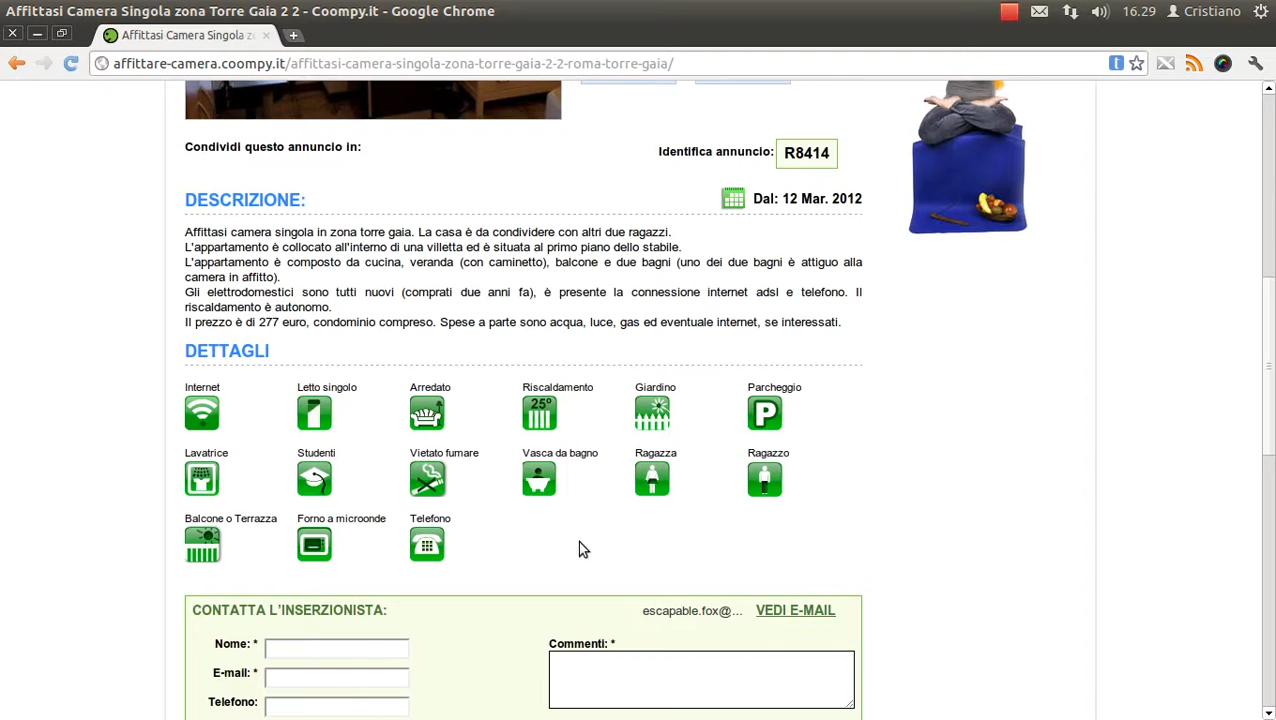 Affittasi Camera Singola zona Torre Gaia 2 2 - Coompy.it - Google Chrome
16.29 Cristiano
Affittasi Camera Singola zo
affittare-camera.coompy.it/affittasi-camera-singola-zona-torre-gaia-2-2-roma-torre-gaia/
Condividi questo annuncio in:
Identifica annuncio: R8414
DESCRIZIONE:
Dal: 12 Mar. 2012
Affittasi camera singola in zona torre gaia. La casa è da condividere con altri due ragazzi.
L'appartamento è collocato all'interno di una villetta ed è situata al primo piano dello stabile.
L'appartamento è composto da cucina, veranda (con caminetto), balcone e due bagni (uno dei due bagni è attiguo alla
camera in affitto).
Gli elettrodomestici sono tutti nuovi (comprati due anni fa), è presente la connessione internet adsl e telefono. Il
riscaldamento è autonomo.
Il prezzo è di 277 euro, condominio compreso. Spese a parte sono acqua, luce, gas ed eventuale internet, se interessati.
DETTAGLI
Internet Letto singolo Arredato Riscaldamento Giardino Parcheggio
25° P
Lavatrice Studenti Vietato fumare Vasca da bagno Ragazza Ragazzo
Balcone o Terrazza Forno a microonde Telefono
CONTATTA L'INSERZIONISTA:
escapable.fox@... VEDI E-MAIL
Nome: *
Commenti: *
E-mail: *
Telefono: